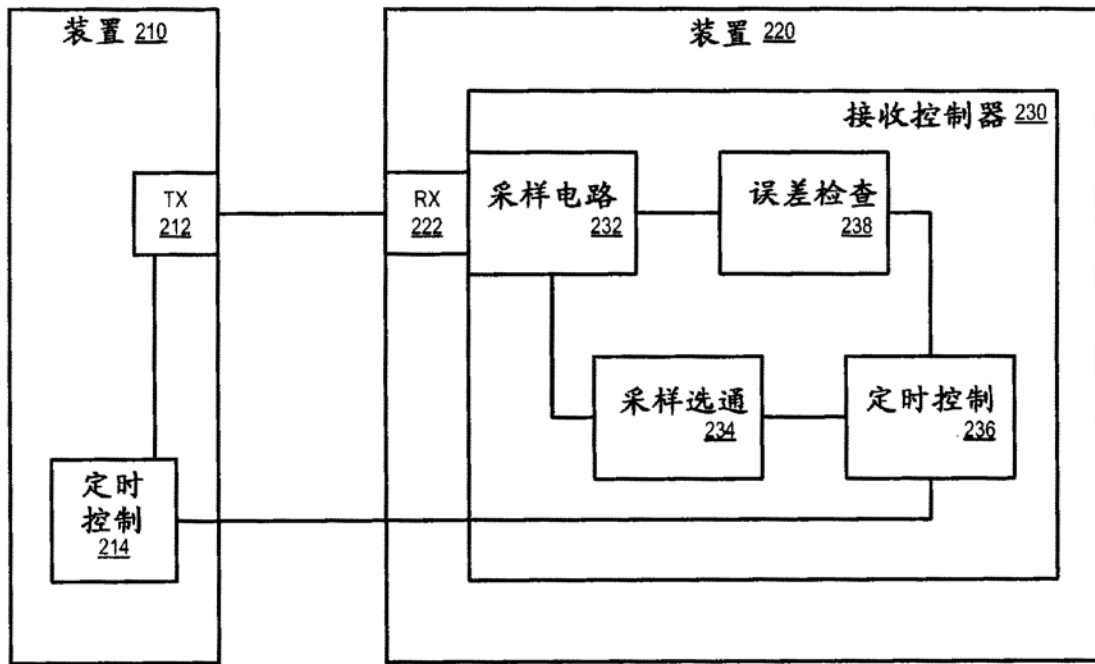 装置 210
装置 220
接收控制器 230
TX
212
RX
222
采样电路
232
误差检查
238
采样选通
234
定时控制
236
定时
控制
214